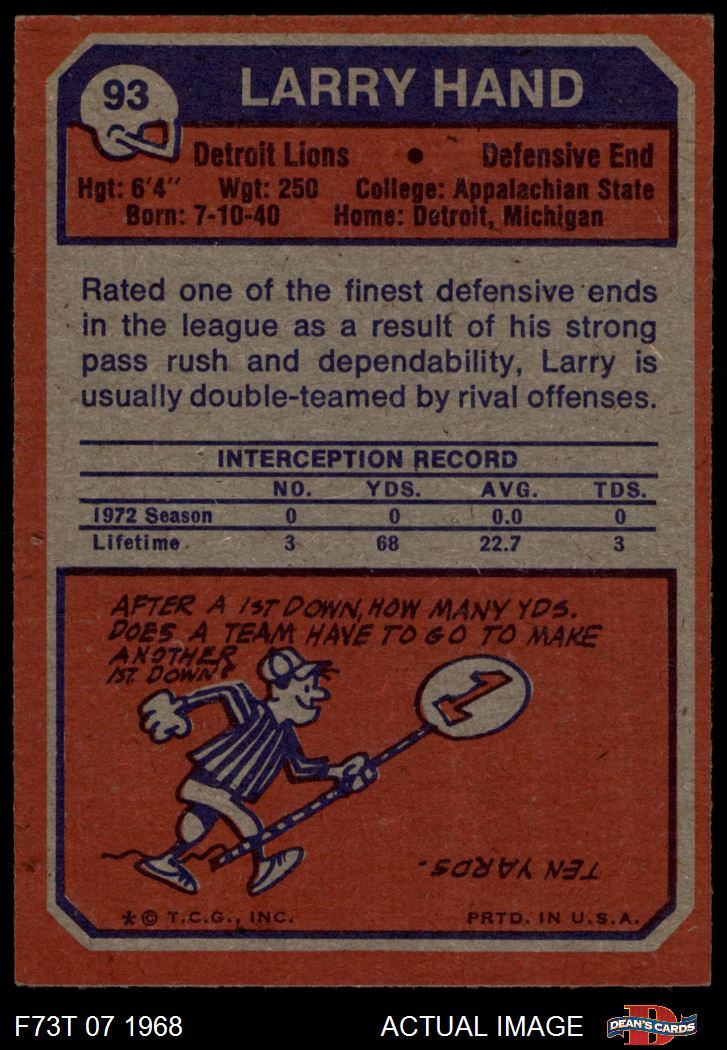 93
LARRY HAND
Detroit Lions • Defensive End
Hgt: 6'4" Wgt: 250 College: Appalachian State
Born: 7-10-40 Home: Detroit, Michigan
Rated one of the finest defensive ends
in the league as a result of his strong
pass rush and dependability, Larry is
usually double-teamed by rival offenses.
INTERCEPTION RECORD
NO. YDS. AVG. TDS.
1972 Season 0 0 0.0 0
Lifetime 3 68 22.7 3
AFTER A 1ST DOWN, HOW MANY YDS.
DOES A TEAM HAVE TO GO TO MAKE
ANOTHER
1ST. DOWN?
1
TEN YARDS.
*© T.C.G., INC. PRTD. IN U.S.A.
F73T 07 1968 ACTUAL IMAGE
D
DEAN'S CARDS